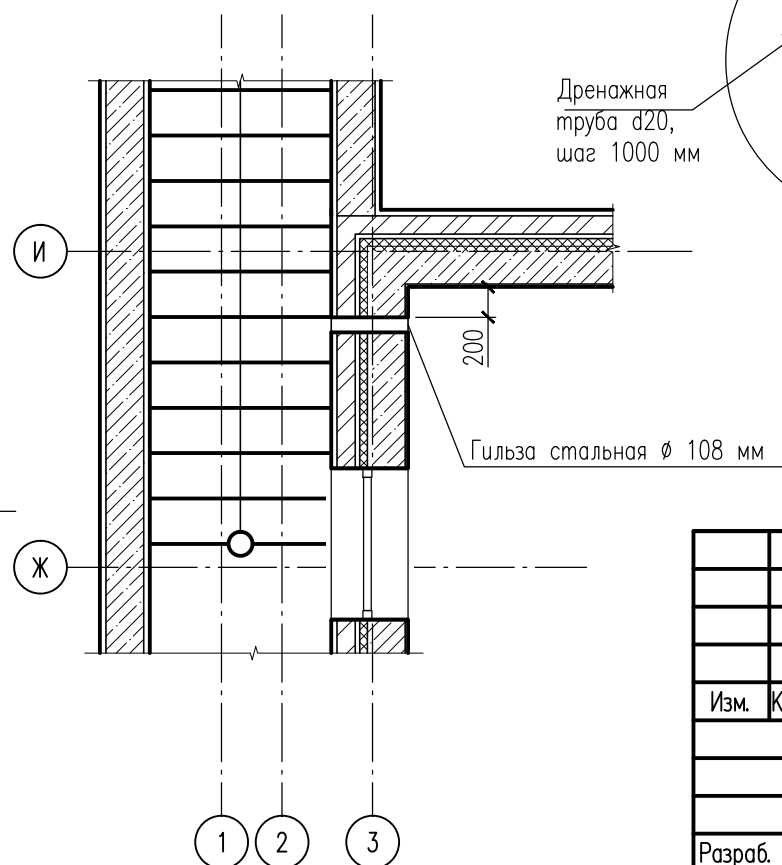 Дренажная
труба d20,
шаг 1000 мм
И
200
Гильза стальная ϕ 108 мм
Ж
Изм.
Разраб.
1 2 3